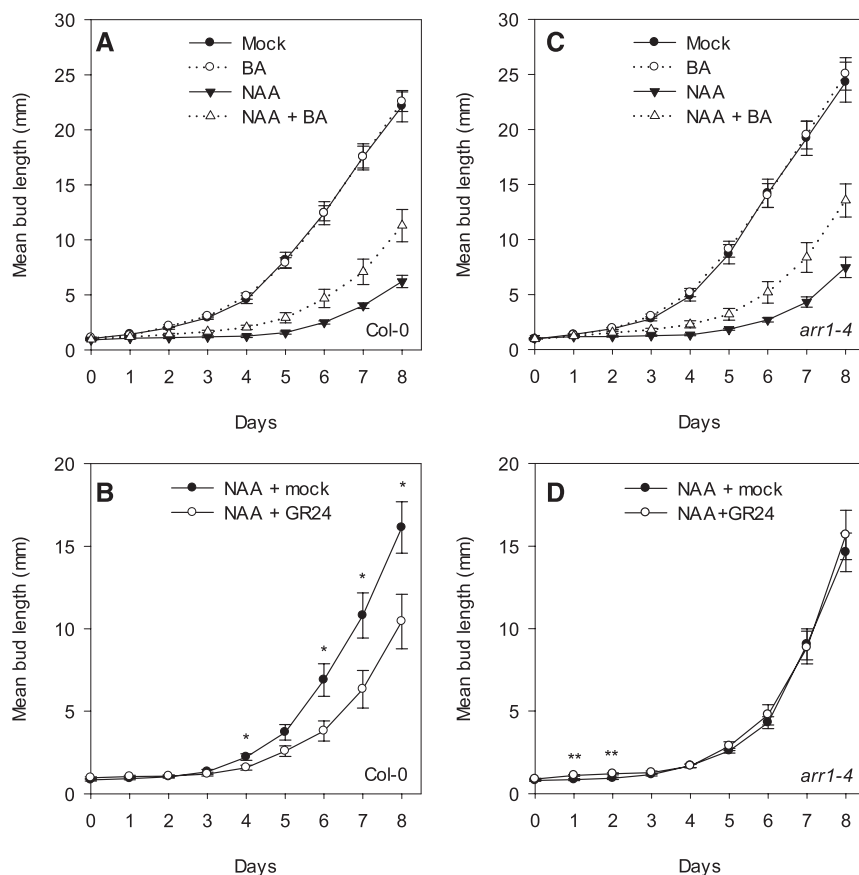 A
Mock
BA
NAA
NAA + BA
Mean bud length (mm)
30
25
20
15
10
5
0
Col-0
0 1 2 3 4 5 6 7 8
Days
C
Mock
BA
NAA
NAA + BA
Mean bud length (mm)
30
25
20
15
10
5
0
arr1-4
0 1 2 3 4 5 6 7 8
Days
B
NAA + mock
NAA + GR24
Mean bud length (mm)
20
15
10
5
0
* * * *
Col-0
0 1 2 3 4 5 6 7 8
Days
D
NAA + mock
NAA+GR24
Mean bud length (mm)
20
15
10
5
0
** **
arr1-4
0 1 2 3 4 5 6 7 8
Days